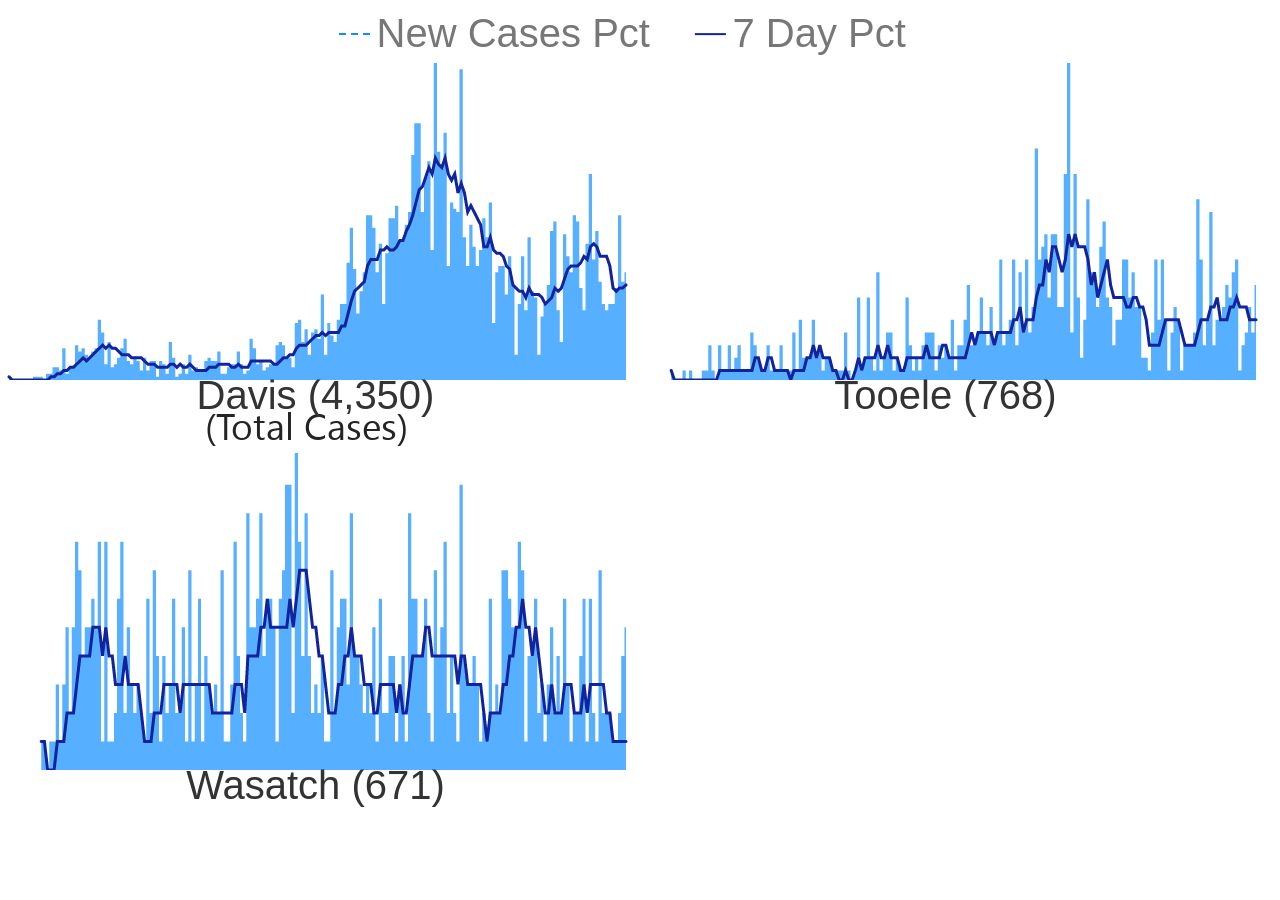 New Cases Pct 7 Day Pct
Davis (4,350) Tooele (768)
(Total Cases)
Wasatch (671)